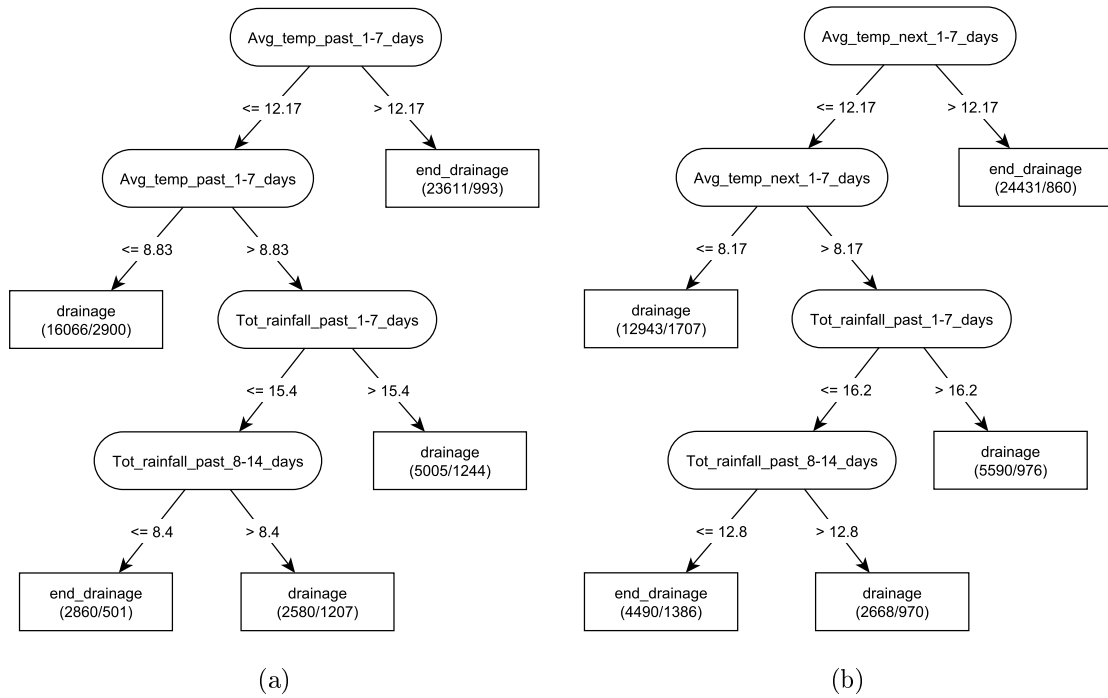 Avg_temp_past_1-7_days
<= 12.17
> 12.17
Avg_temp_past_1-7_days
end_drainage
(23611/993)
<= 8.83
> 8.83
drainage
(16066/2900)
Tot_rainfall_past_1-7_days
<= 15.4
> 15.4
Tot_rainfall_past_8-14_days
drainage
(5005/1244)
<= 8.4
> 8.4
end_drainage
(2860/501)
drainage
(2580/1207)
(a)
Avg_temp_next_1-7_days
<= 12.17
> 12.17
Avg_temp_next_1-7_days
end_drainage
(24431/860)
<= 8.17
> 8.17
drainage
(12943/1707)
Tot_rainfall_past_1-7_days
<= 16.2
> 16.2
Tot_rainfall_past_8-14_days
drainage
(5590/976)
<= 12.8
> 12.8
end_drainage
(4490/1386)
drainage
(2668/970)
(b)